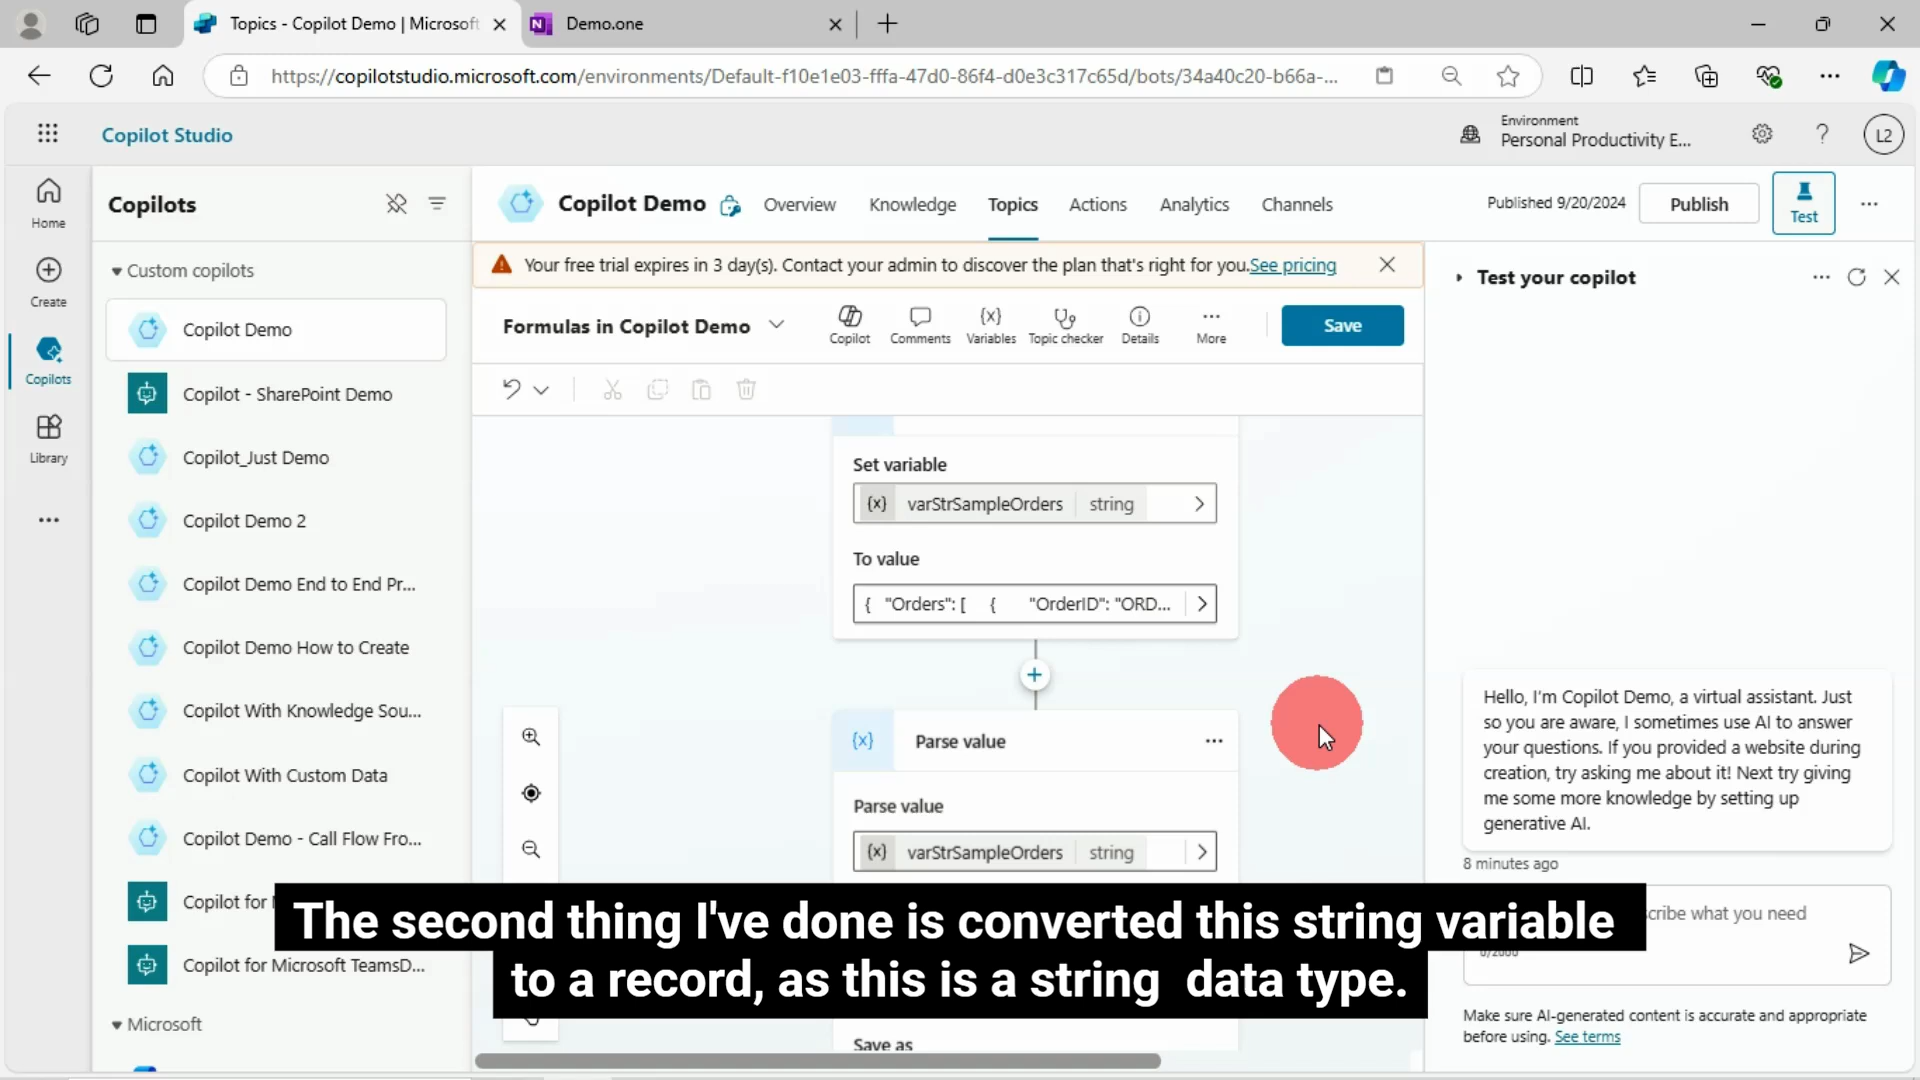 Topics - Copilot Demo | Microsoft
Demo.one
https://copilotstudio.microsoft.com/environments/Default-f10e1e03-fffa-47d0-86f4-d0e3c317c65d/bots/34a40c20-b66a-...
Copilot Studio
Environment
Personal Productivity E...
L2
Home
Create
Copilots
Library
Copilots
Custom copilots
Copilot Demo
Copilot - SharePoint Demo
Copilot_Just Demo
Copilot Demo 2
Copilot Demo End to End Pr...
Copilot Demo How to Create
Copilot With Knowledge Sou...
Copilot With Custom Data
Copilot Demo - Call Flow Fro...
Copilot for
Copilot for Microsoft TeamsD...
Microsoft
Copilot Demo
Overview
Knowledge
Topics
Actions
Analytics
Channels
Published 9/20/2024
Publish
Test
Your free trial expires in 3 day(s). Contact your admin to discover the plan that's right for you.See pricing
Formulas in Copilot Demo
Copilot
Comments
{x} Variables
Topic checker
Details
More
Save
Set variable
{x} varStrSampleOrders string
To value
{ "Orders": [ { "OrderID": "ORD...
{x} Parse value
Parse value
{x} varStrSampleOrders string
Save as
Test your copilot
Hello, I'm Copilot Demo, a virtual assistant. Just
so you are aware, I sometimes use AI to answer
your questions. If you provided a website during
creation, try asking me about it! Next try giving
me some more knowledge by setting up
generative AI.
8 minutes ago
what you need
0/2000
Make sure AI-generated content is accurate and appropriate
before using. See terms
The second thing I've done is converted this string variable
to a record, as this is a string data type.